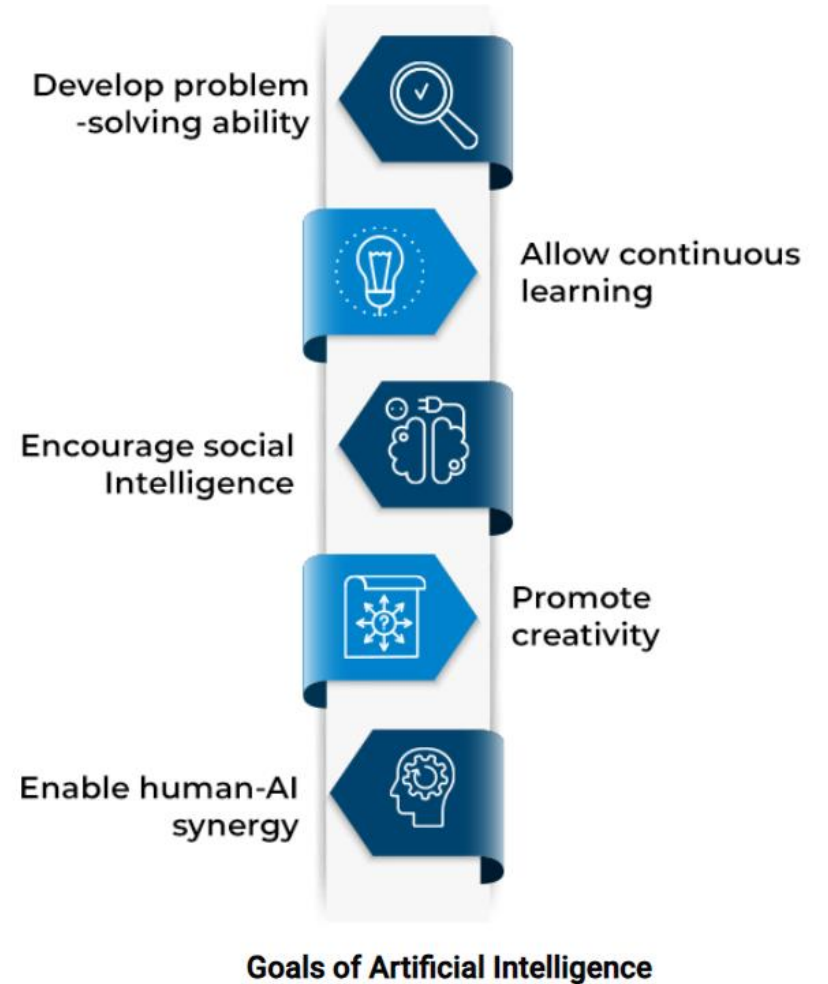 Develop problem
-solving ability
Allow continuous
learning
Encourage social
Intelligence
?
Promote
creativity
Enable human-AI
synergy
Goals of Artificial Intelligence